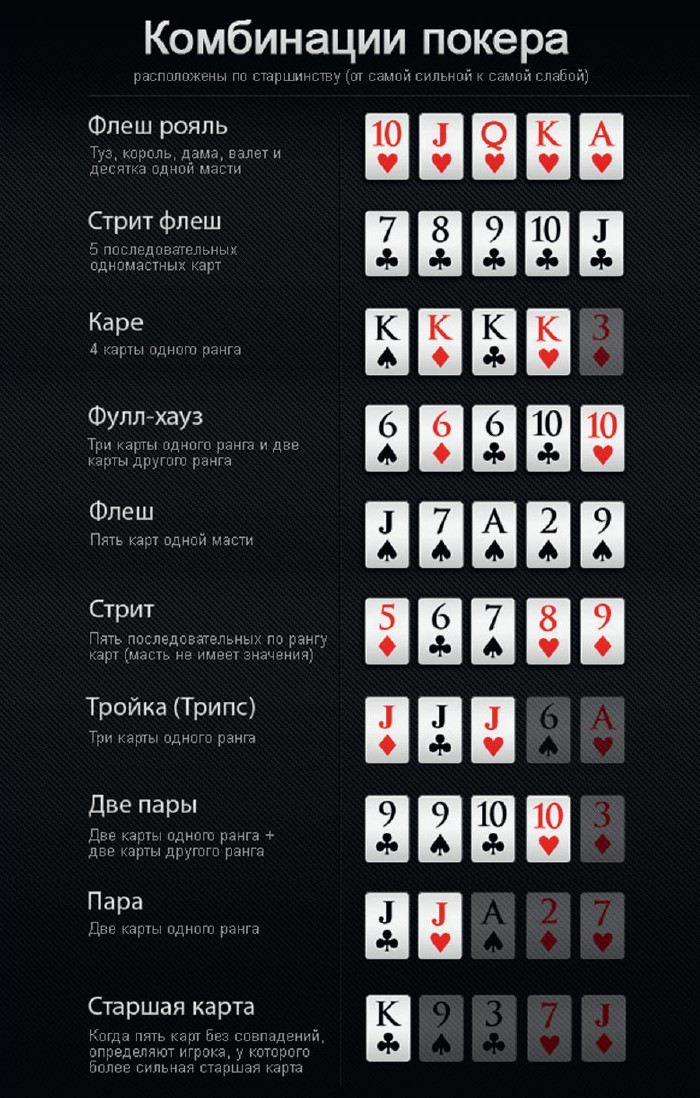 Комбинации покера
расположены по старшинству (от самой сильной к самой слабой)
Флеш рояль
Туз, король, дама, валет и
десятка одной масти
10 J Q K A
Стрит флеш
5 последовательных
одномастных карт
7 8 9 10 J
Каре
4 карты одного ранга
K K K K 3
Фулл-хауз
Три карты одного ранга и две
карты другого ранга
6 6 6 10 10
Флеш
Пять карт одной масти
J 7 A 2 9
Стрит
Пять последовательных по рангу
карт (масть не имеет значения)
5 6 7 8 9
Тройка (Трипс)
Три карты одного ранга
J J J 6 A
Две пары
Две карты одного ранга +
две карты другого ранга
9 9 10 10 3
Пара
Две карты одного ранга
J J A 2 7
Старшая карта
Когда пять карт без совпадений,
определяют игрока, у которого
более сильная старшая карта
K 9 3 7 J